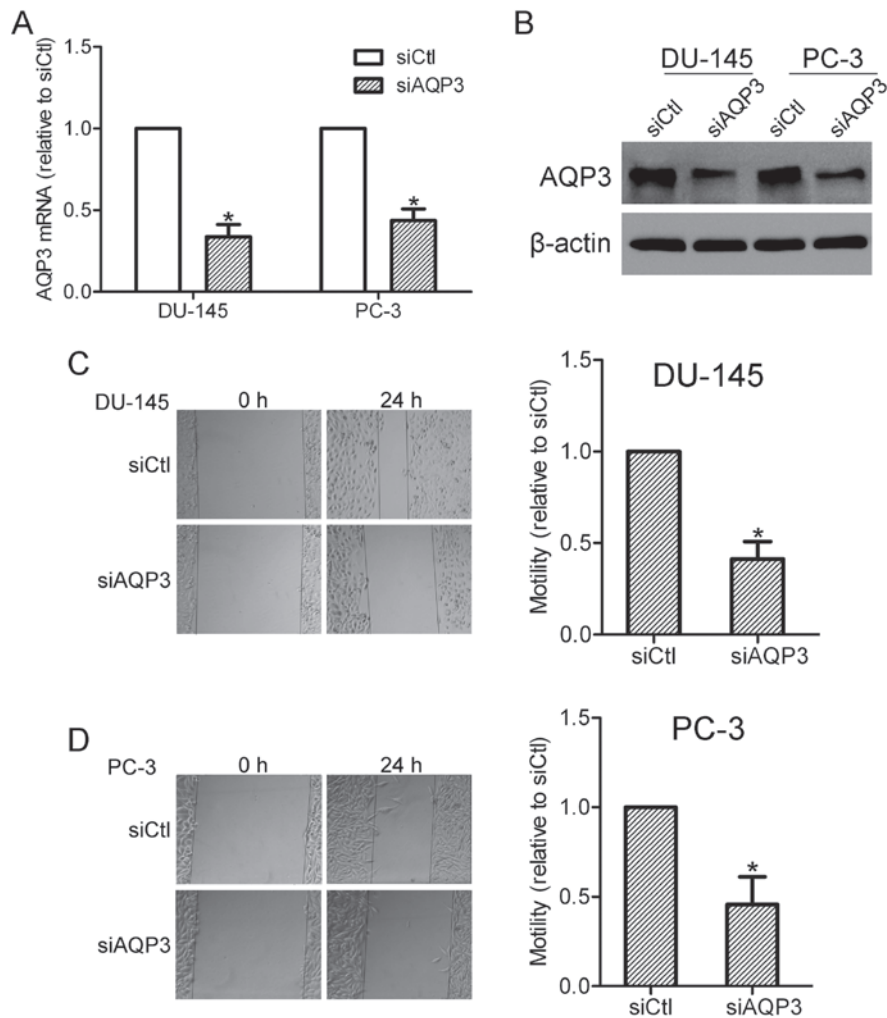 A
AQP3 mRNA (relative to siCtl)
1.5
1.0
0.5
0.0
siCtl
siAQP3
*
*
DU-145
PC-3
B
DU-145
PC-3
siCtl
siAQP3
siCtl
siAQP3
AQP3
β-actin
C
DU-145
0 h
24 h
siCtl
siAQP3
DU-145
Motility (relative to siCtl)
1.5
1.0
0.5
0.0
*
siCtl
siAQP3
D
PC-3
0 h
24 h
siCtl
siAQP3
PC-3
Motility (relative to siCtl)
1.5
1.0
0.5
0.0
*
siCtl
siAQP3